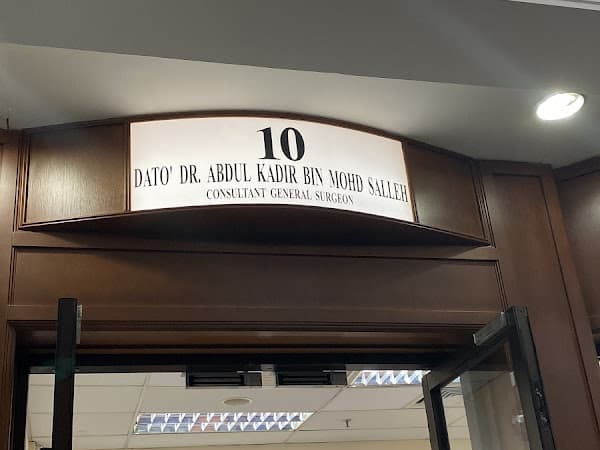 10
DATO' DR. ABDUL KADIR BIN MOHD SALLEH
CONSULTANT GENERAL SURGEON